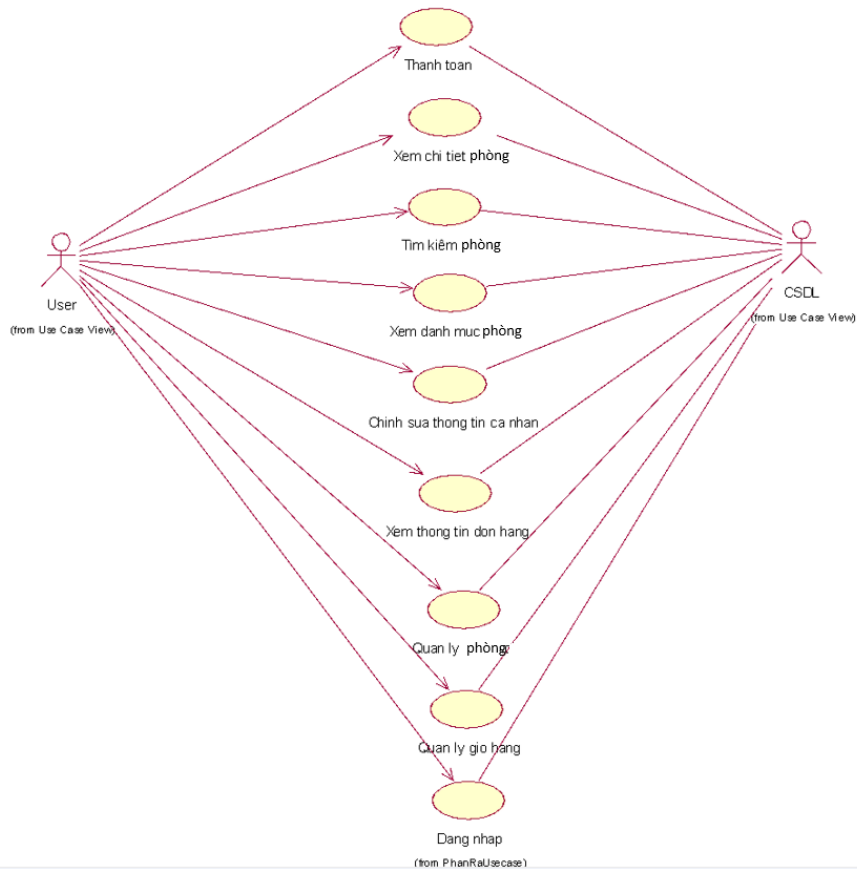 Thanh toan
Xem chi tiet phòng
Tim kiêm phòng
User
(from Use Case View)
CSDL
(from Use Case View)
Xem danh muc phòng
Chinh sua thong tin ca nhan
Xem thong tin don hang
Quan ly phòng
Quan ly gio hang
Dang nhap
(from PhanRaUsecase)